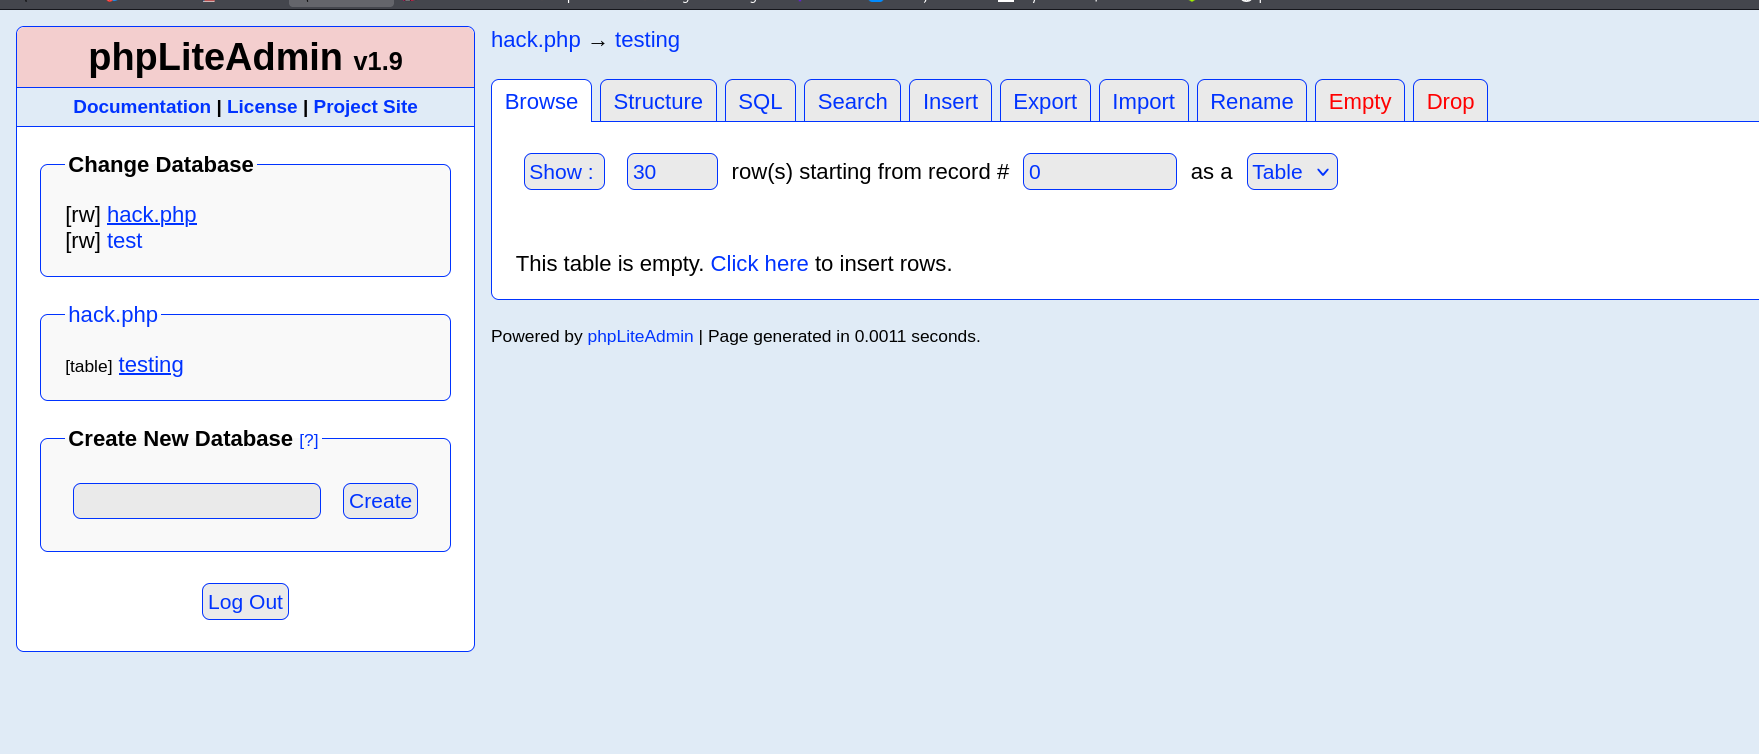 phpLiteAdmin v1.9
Documentation | License | Project Site
Change Database
[rw] hack.php
[rw] test
hack.php
[table] testing
Create New Database [?]
Create
Log Out
hack.php → testing
Browse Structure SQL Search Insert Export Import Rename Empty Drop
Show : 30 row(s) starting from record # 0 as a Table
This table is empty. Click here to insert rows.
Powered by phpLiteAdmin | Page generated in 0.0011 seconds.